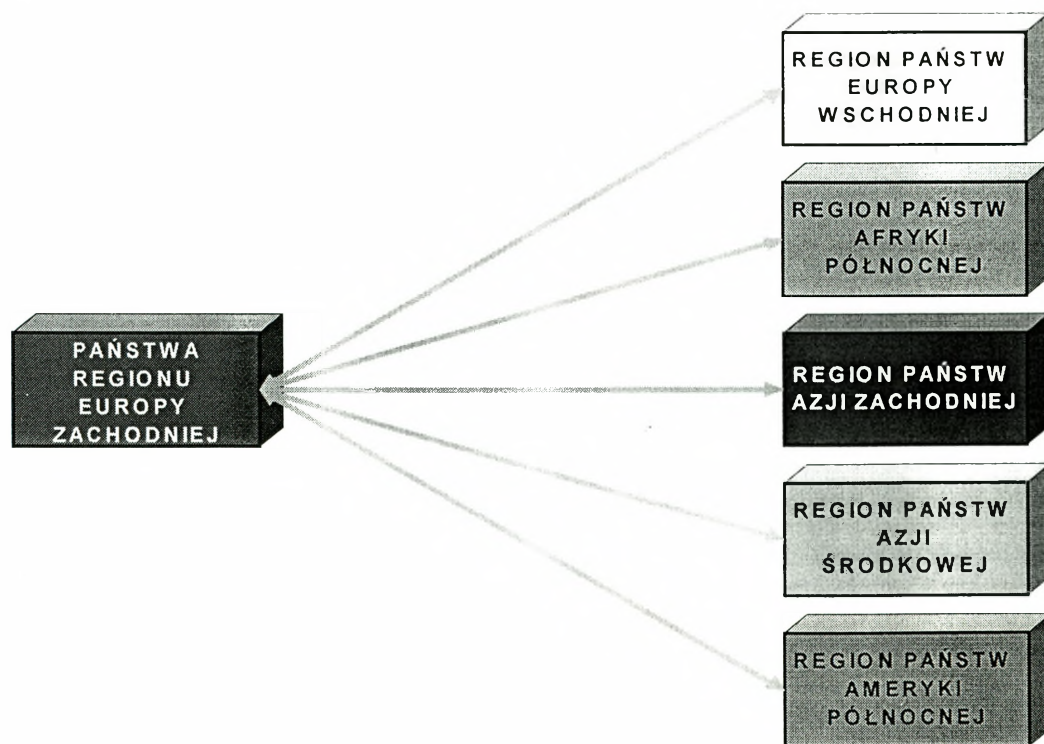 REGION PAŃSTW
EUROPY
WSCHODNIEJ
REGION PAŃSTW
AFRYKI
PÓŁNOCNEJ
PAŃSTWA
REGIONU
EUROPY
ZACHODNIEJ
REGION PAŃSTW
AZJI ZACHODNIEJ
REGION PAŃSTW
AZJI
ŚRODKOWEJ
REGION PAŃSTW
AMERYKI
PÓŁNOCNEJ